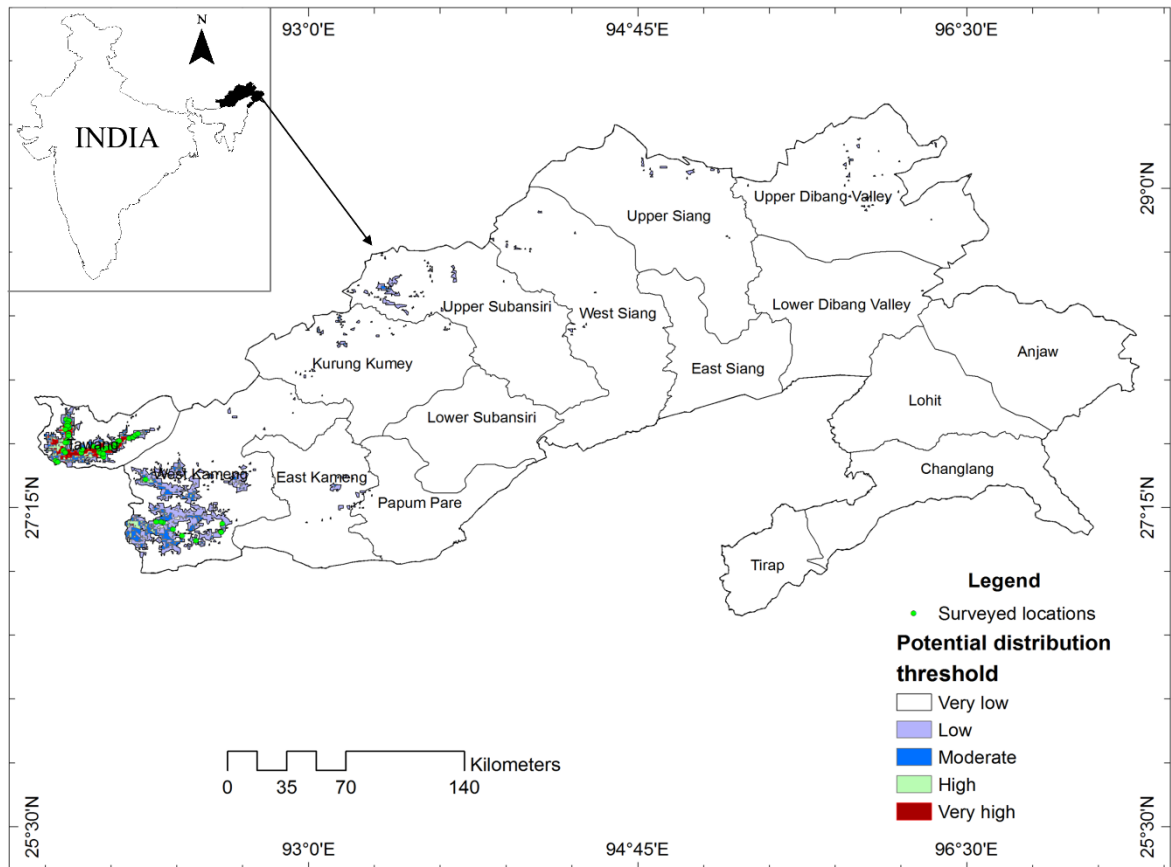 93°0'E
94°45'E
96°30'E
N
INDIA
29°0'N
29°0'N
Upper Dibang Valley
Upper Siang
Upper Subansiri
West Siang
Lower Dibang Valley
Kurung Kumey
East Siang
Anjaw
Lohit
Lower Subansiri
Tawang
West Kameng
East Kameng
Changlang
Papum Pare
27°15'N
27°15'N
Tirap
Legend
Surveyed locations
Potential distribution
threshold
Very low
Low
Moderate
High
Very high
Kilometers
0 35 70 140
25°30'N
25°30'N
93°0'E
94°45'E
96°30'E